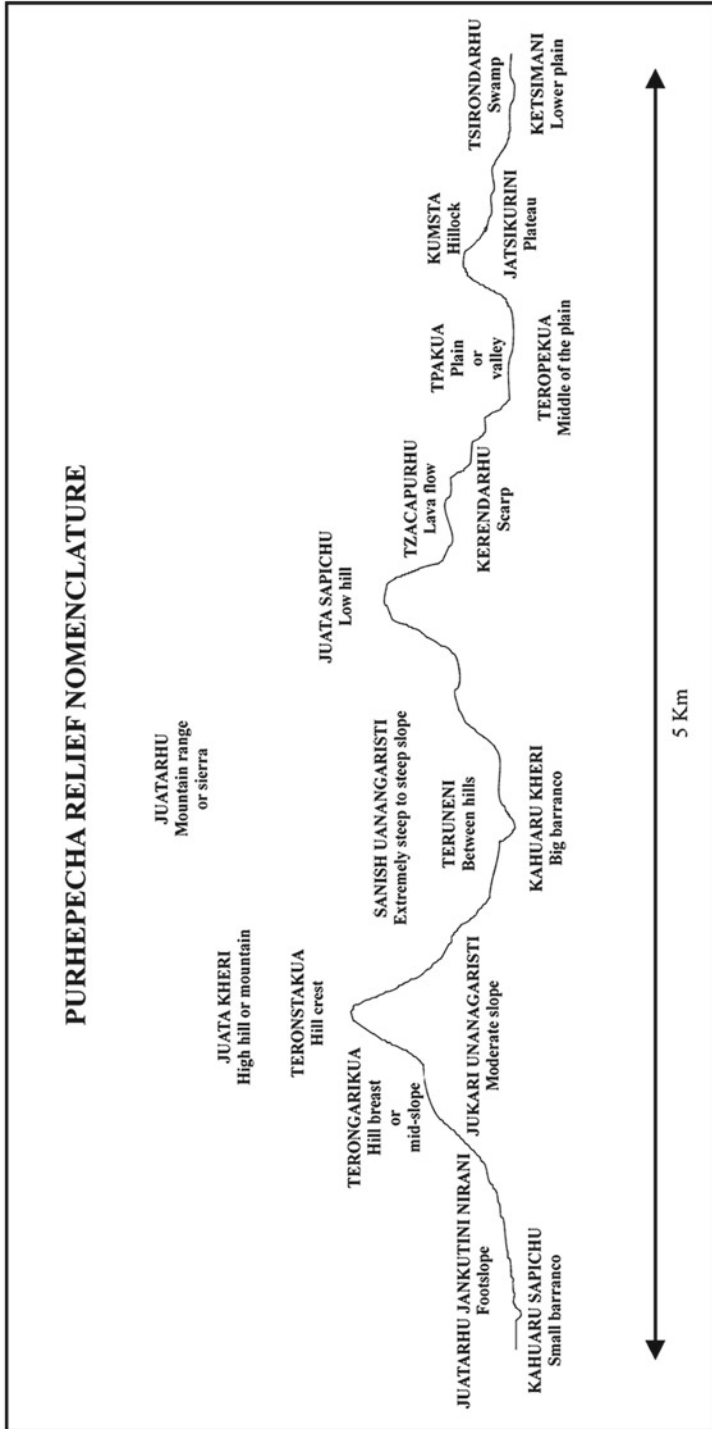 PURHEPECHA RELIEF NOMENCLATURE
JUATARHU
Mountain range
or sierra
JUATA KHERI
High hill or mountain
TERONSTAKUA
Hill crest
TERONGARIKUA
Hill breast
or
mid-slope
SANISH UANANGARISTI
Extremely steep to steep slope
JUATA SAPICHU
Low hill
TZACAPURHU
Lava flow
TPAKUA
Plain
or
valley
KUMSTA
Hillock
TSIRONDARHU
Swamp
JUATARHU JANKUTINI NIRANI
Footslope
JUKARI UNANAGARISTI
Moderate slope
TERUNENI
Between hills
KERENDARHU
Scarp
JATSIKURINI
Plateau
KAHUARU SAPICHU
Small barranco
KAHUARU KHERI
Big barranco
TEROPEKUA
Middle of the plain
KETSIMANI
Lower plain
5 Km